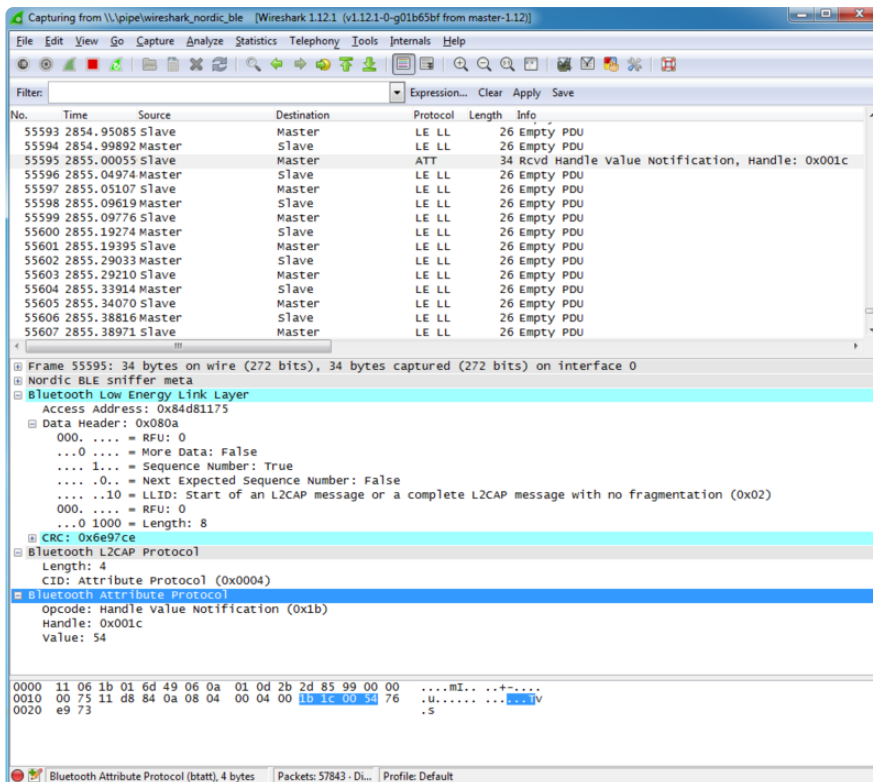 Capturing from \\.\pipe\wireshark_nordic_ble [Wireshark 1.12.1 (v1.12.1-0-g01b65bf from master-1.12)]
File Edit View Go Capture Analyze Statistics Telephony Tools Internals Help
Filter: Expression... Clear Apply Save
No. Time Source Destination Protocol Length Info
55593 2854.95085 Slave Master LE LL 26 Empty PDU
55594 2854.99892 Master Slave LE LL 26 Empty PDU
55595 2855.00055 Slave Master ATT 34 Rcvd Handle Value Notification, Handle: 0x001c
55596 2855.04974 Master Slave LE LL 26 Empty PDU
55597 2855.05107 Slave Master LE LL 26 Empty PDU
55598 2855.09619 Master Slave LE LL 26 Empty PDU
55599 2855.09776 Slave Master LE LL 26 Empty PDU
55600 2855.19274 Master Slave LE LL 26 Empty PDU
55601 2855.19395 Slave Master LE LL 26 Empty PDU
55602 2855.29033 Master Slave LE LL 26 Empty PDU
55603 2855.29210 Slave Master LE LL 26 Empty PDU
55604 2855.33914 Master Slave LE LL 26 Empty PDU
55605 2855.34070 Slave Master LE LL 26 Empty PDU
55606 2855.38816 Master Slave LE LL 26 Empty PDU
55607 2855.38971 Slave Master LE LL 26 Empty PDU
Frame 55595: 34 bytes on wire (272 bits), 34 bytes captured (272 bits) on interface 0
Nordic BLE sniffer meta
Bluetooth Low Energy Link Layer
Access Address: 0x84d81175
Data Header: 0x080a
000. .... = RFU: 0
...0 .... = More Data: False
.... 1... = Sequence Number: True
.... .0.. = Next Expected Sequence Number: False
.... ..10 = LLID: Start of an L2CAP message or a complete L2CAP message with no fragmentation (0x02)
000. .... = RFU: 0
...0 1000 = Length: 8
CRC: 0x6e97ce
Bluetooth L2CAP Protocol
Length: 4
CID: Attribute Protocol (0x0004)
Bluetooth Attribute Protocol
Opcode: Handle Value Notification (0x1b)
Handle: 0x001c
Value: 54
0000 11 06 1b 01 6d 49 06 0a 01 0d 2b 2d 85 99 00 00 ....mI.. ..+-....
0010 00 75 11 d8 84 0a 08 04 00 04 00 1b 1c 00 54 76 .u...... ......Tv
0020 e9 73 .s
Bluetooth Attribute Protocol (btatt), 4 bytes Packets: 57843 · Di... Profile: Default